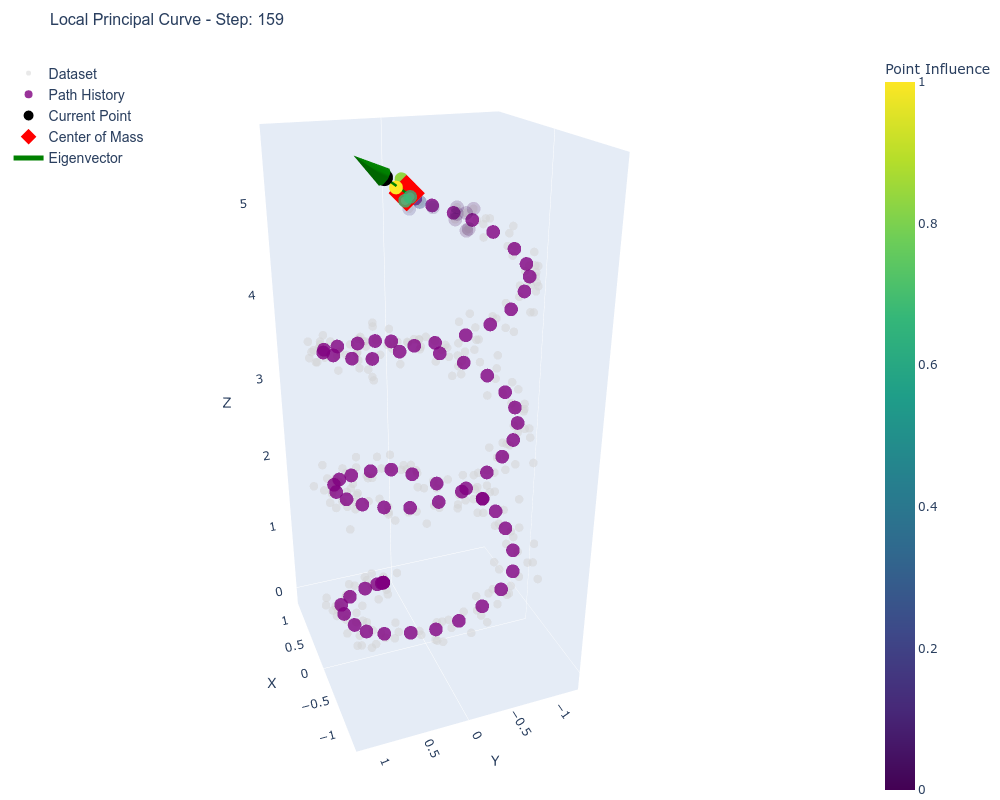 Local Principal Curve - Step: 159
Dataset
Path History
Current Point
Center of Mass
Eigenvector
Point Influence
1
0.8
0.6
0.4
0.2
0
5
4
3
2
1
0
Z
1
0.5
0
−0.5
−1
X
1
0.5
0
−0.5
−1
Y